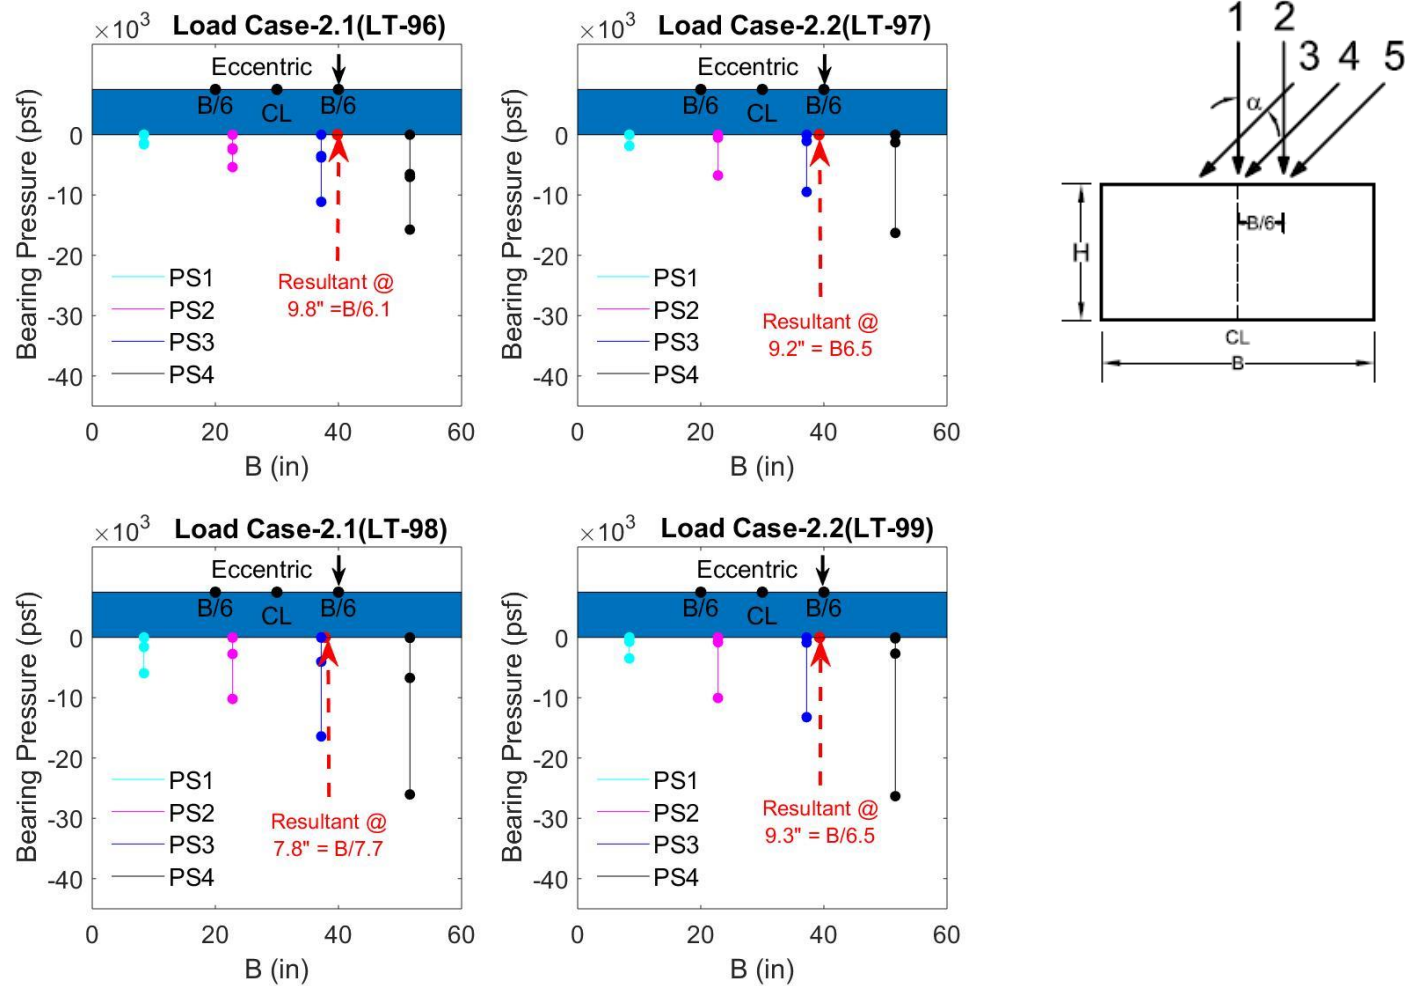 ×10³ Load Case-2.1(LT-96)
Eccentric
B/6 CL B/6
Bearing Pressure (psf)
0
-10
-20
-30
-40
PS1
PS2
PS3
PS4
Resultant @
9.8" =B/6.1
0 20 40 60
B (in)
×10³ Load Case-2.2(LT-97)
Eccentric
B/6 CL B/6
Bearing Pressure (psf)
0
-10
-20
-30
-40
PS1
PS2
PS3
PS4
Resultant @
9.2" = B6.5
0 20 40 60
B (in)
1 2
3 4 5
α
B/6
H
CL
B
×10³ Load Case-2.1(LT-98)
Eccentric
B/6 CL B/6
Bearing Pressure (psf)
0
-10
-20
-30
-40
PS1
PS2
PS3
PS4
Resultant @
7.8" = B/7.7
0 20 40 60
B (in)
×10³ Load Case-2.2(LT-99)
Eccentric
B/6 CL B/6
Bearing Pressure (psf)
0
-10
-20
-30
-40
PS1
PS2
PS3
PS4
Resultant @
9.3" = B/6.5
0 20 40 60
B (in)